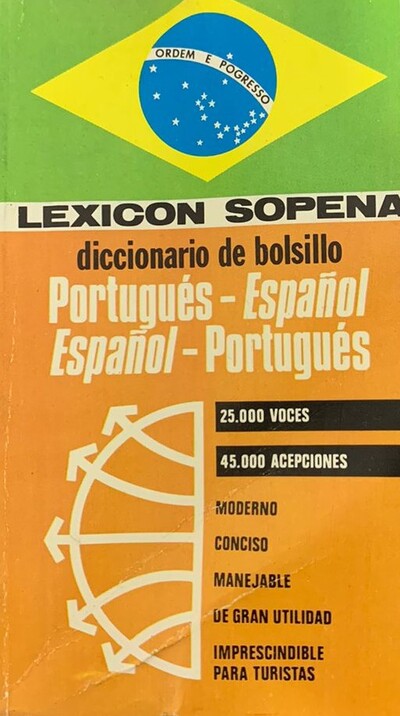 ORDEM E POGRESSO
LEXICON SOPENA
diccionario de bolsillo
Portugués - Español
Español - Portugués
25.000 VOCES
45.000 ACEPCIONES
MODERNO
CONCISO
MANEJABLE
DE GRAN UTILIDAD
IMPRESCINDIBLE
PARA TURISTAS